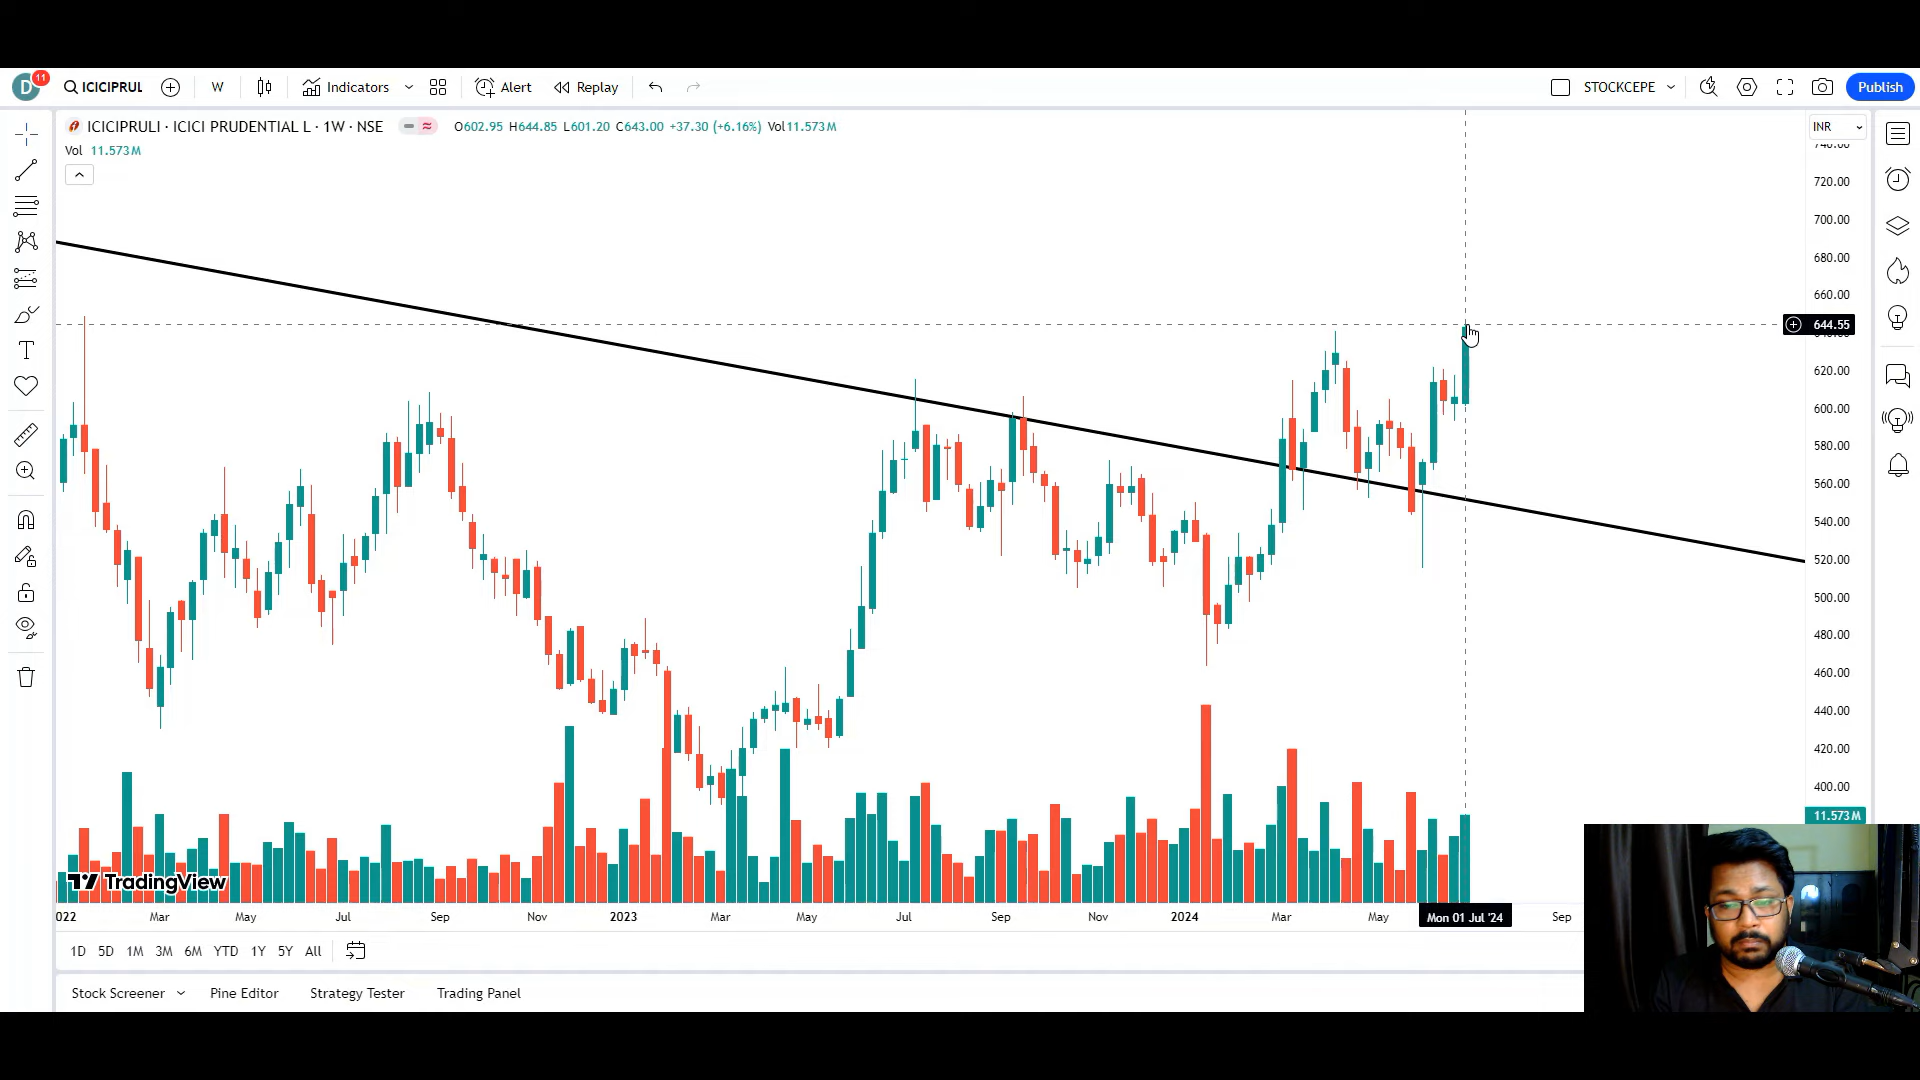 D 11 ICICIPRUL W Indicators Alert Replay STOCKCEPE Publish
ICICIPRULI · ICICI PRUDENTIAL L · 1W · NSE O602.95 H644.85 L601.20 C643.00 +37.30 (+6.16%) Vol11.573M INR
Vol 11.573M
720.00
700.00
680.00
660.00
644.55
620.00
600.00
580.00
560.00
540.00
520.00
500.00
480.00
460.00
440.00
420.00
400.00
11.573M
TradingView
022 Mar May Jul Sep Nov 2023 Mar May Jul Sep Nov 2024 Mar May Mon 01 Jul '24 Sep
1D 5D 1M 3M 6M YTD 1Y 5Y All
Stock Screener Pine Editor Strategy Tester Trading Panel